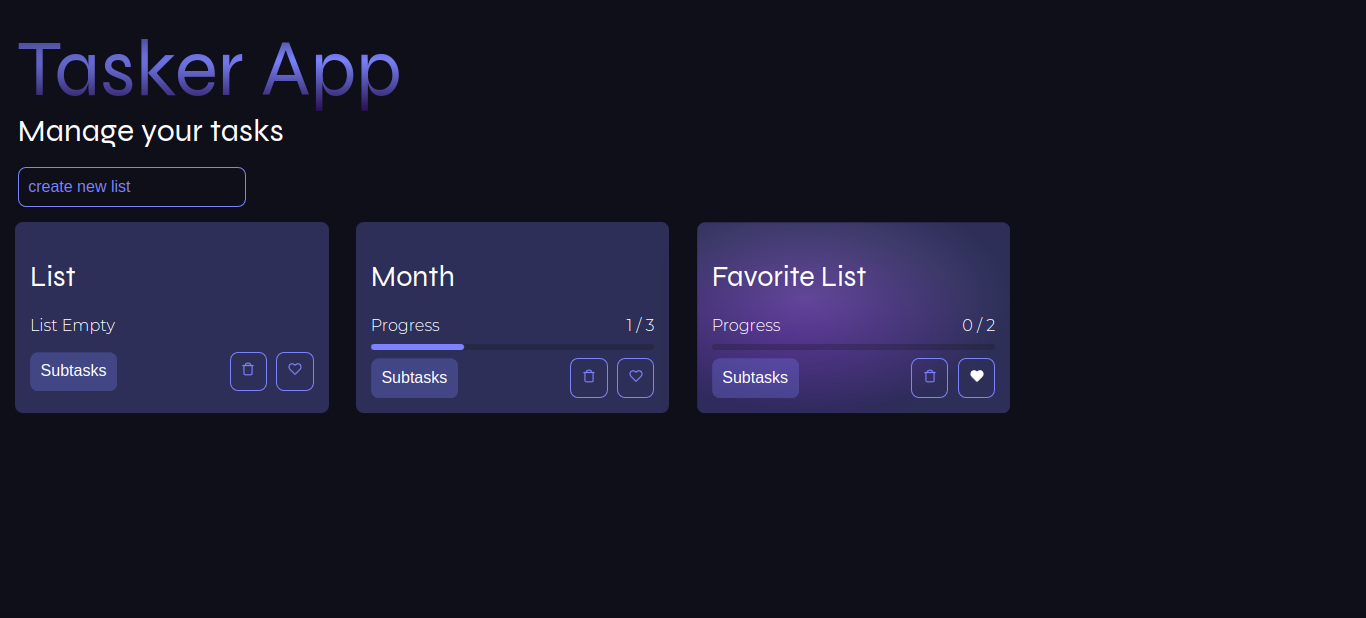 Tasker App
Manage your tasks
create new list
List
List Empty
Subtasks
Month
Progress 1 / 3
Subtasks
Favorite List
Progress 0 / 2
Subtasks